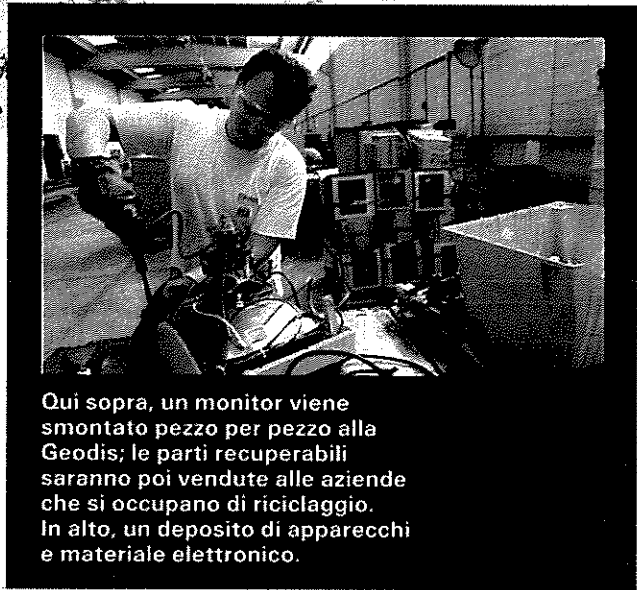 Qui sopra, un monitor viene
smontato pezzo per pezzo alla
Geodis; le parti recuperabili
saranno poi vendute alle aziende
che si occupano di riciclaggio.
In alto, un deposito di apparecchi
e materiale elettronico.